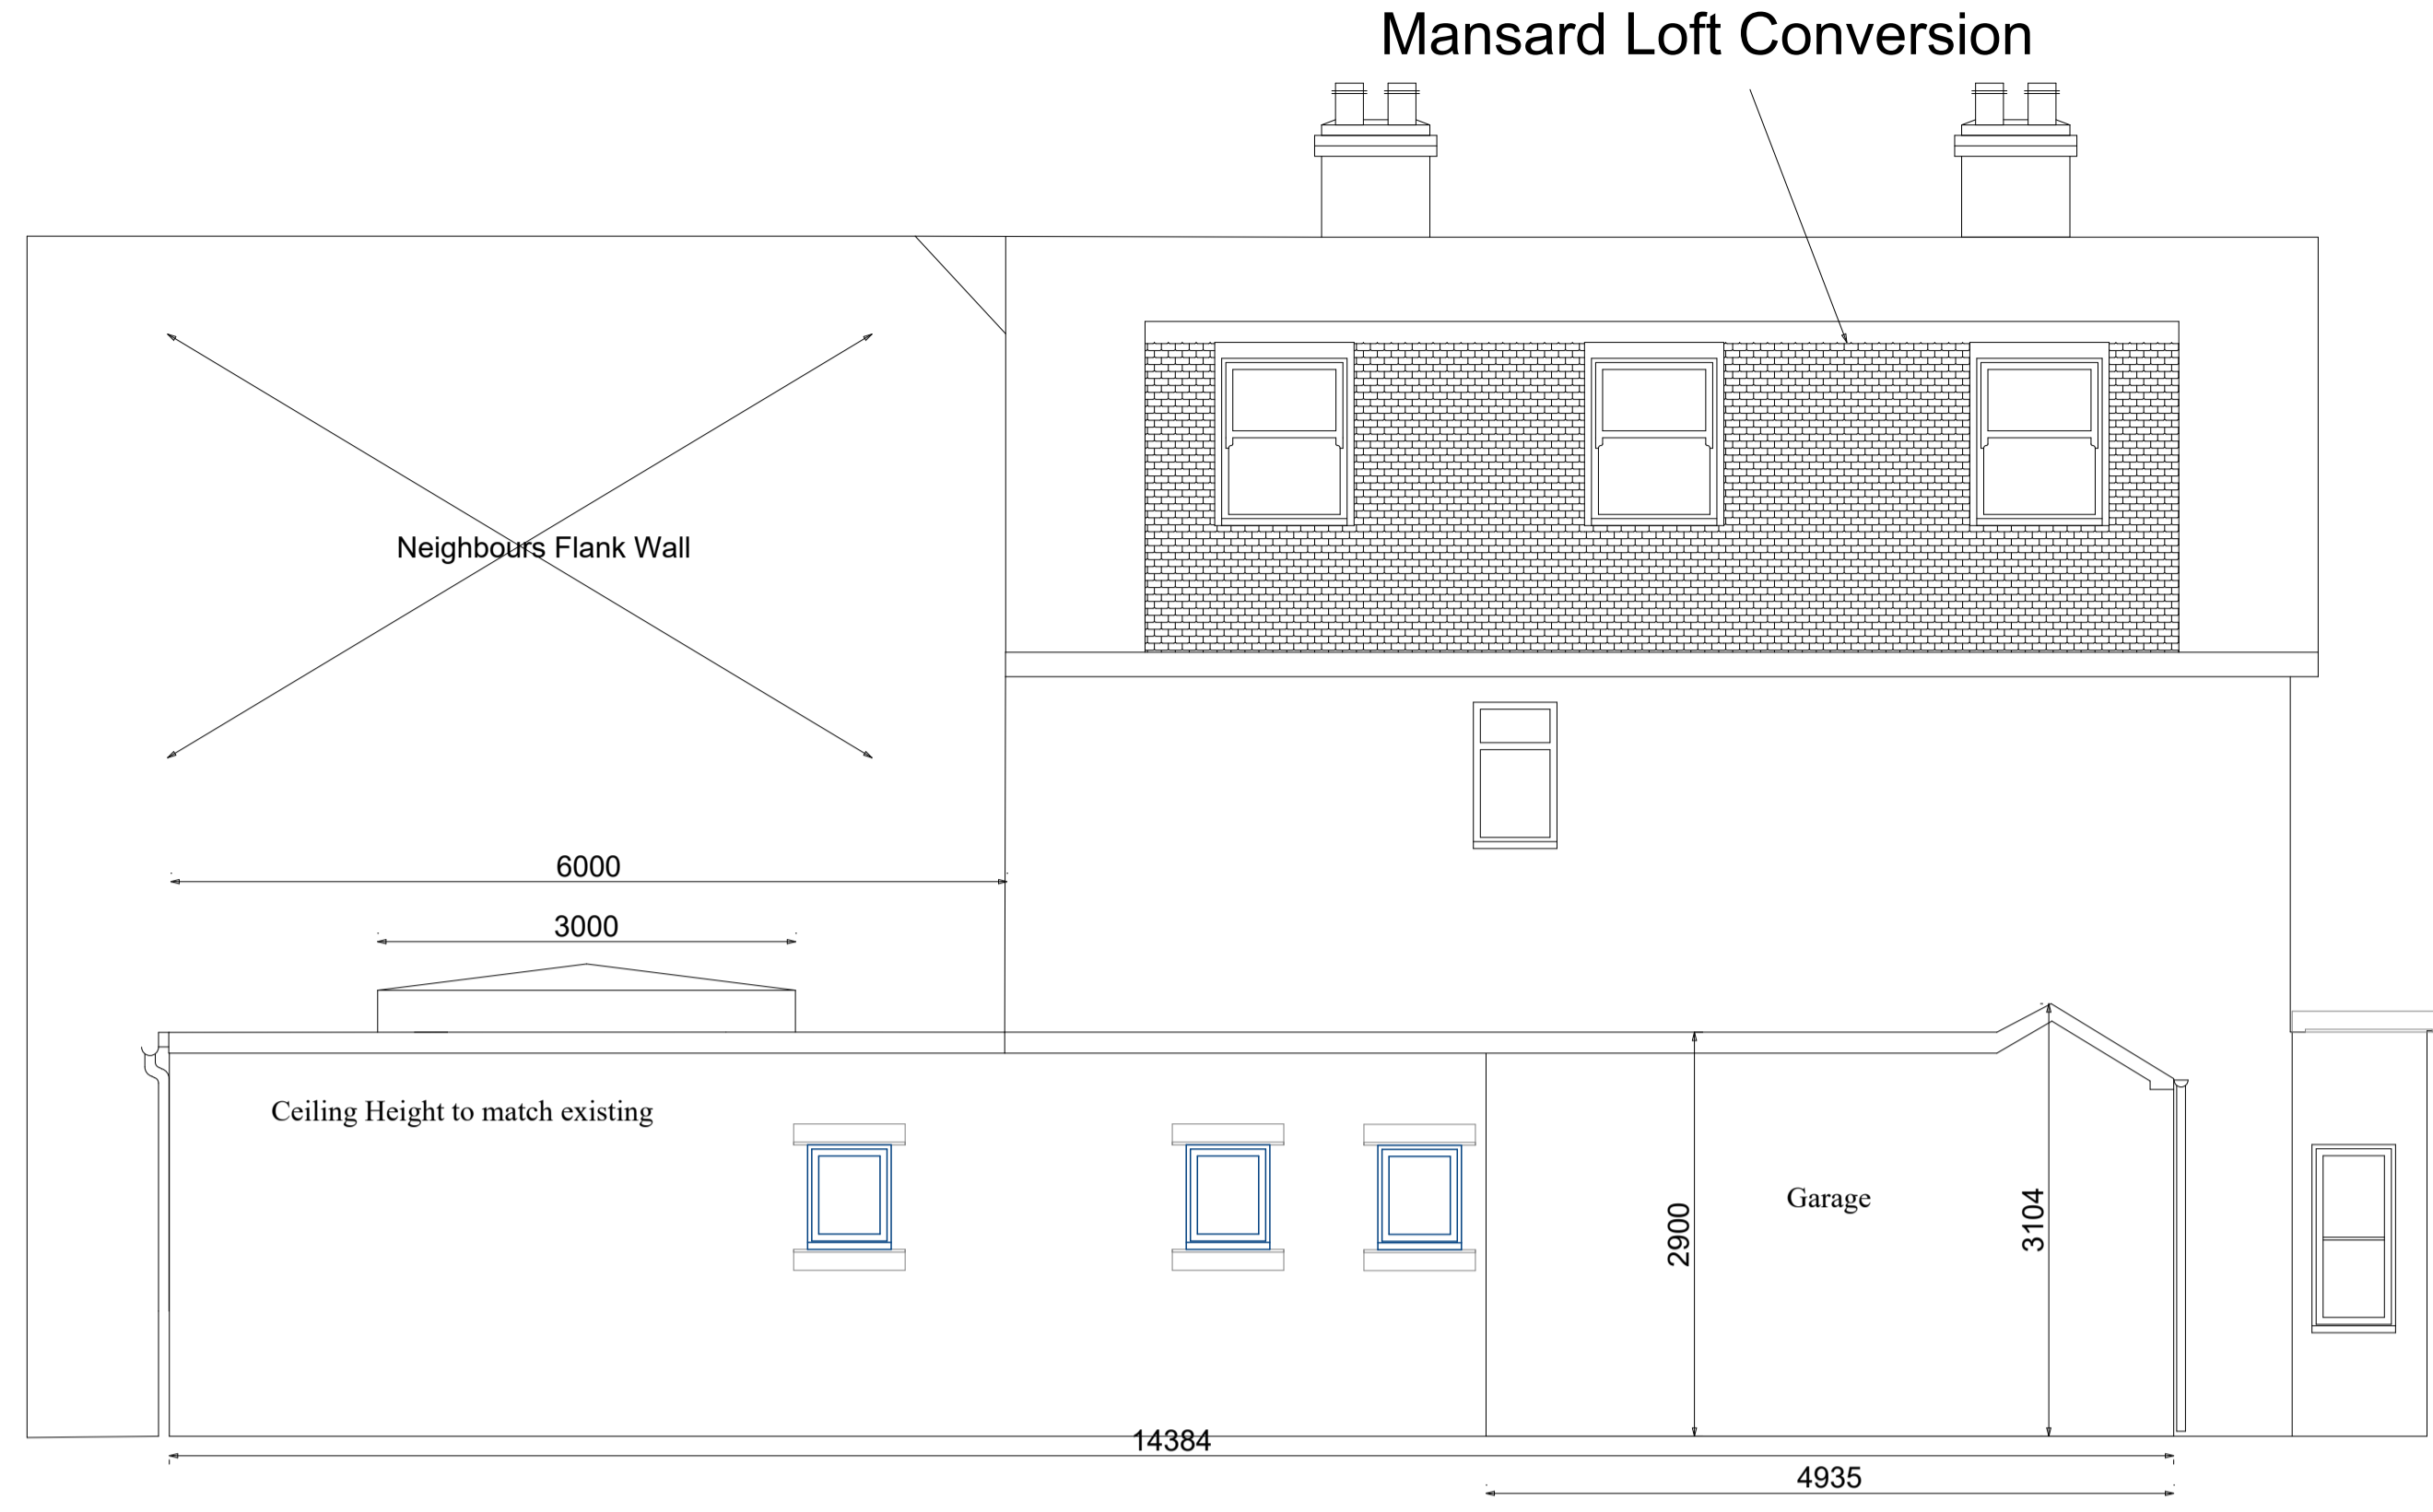 Mansard Loft Conversion
Neighbours Flank Wall
6000
3000
Ceiling Height to match existing
Garage
2900
3104
14384
4935